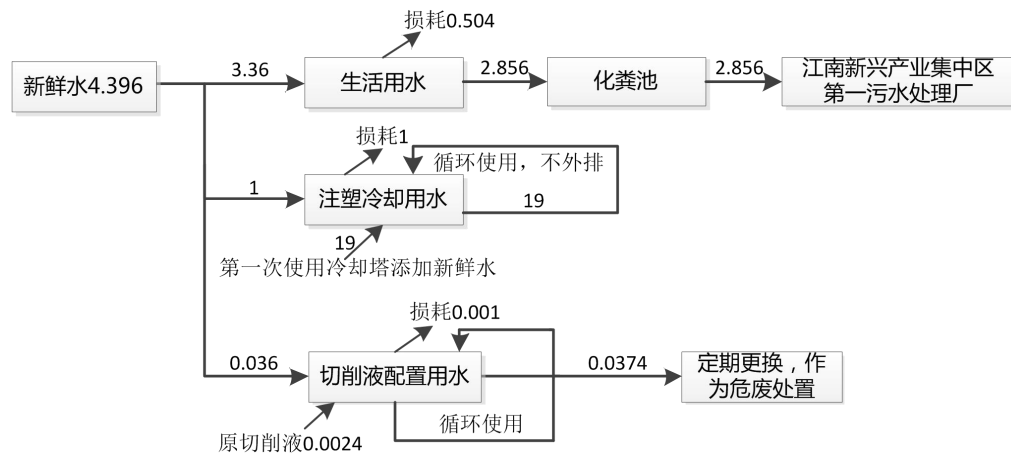 损耗0.504
新鲜水4.396
3.36
生活用水
2.856
化粪池
2.856
江南新兴产业集中区
第一污水处理厂
损耗1
循环使用，不外排
1
注塑冷却用水
19
19
第一次使用冷却塔添加新鲜水
损耗0.001
0.036
切削液配置用水
0.0374
定期更换，作
为危废处置
循环使用
原切削液0.0024